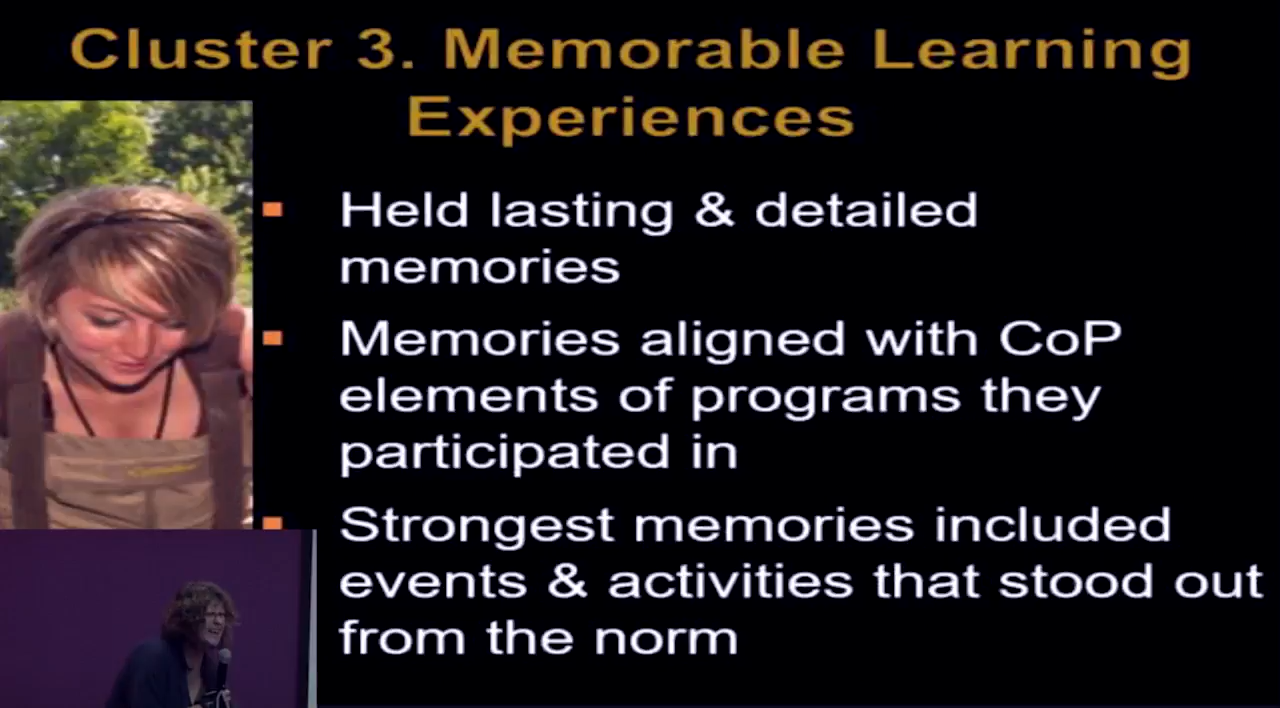 Cluster 3. Memorable Learning
Experiences
Held lasting & detailed
memories
Memories aligned with CoP
elements of programs they
participated in
Strongest memories included
events & activities that stood out
from the norm